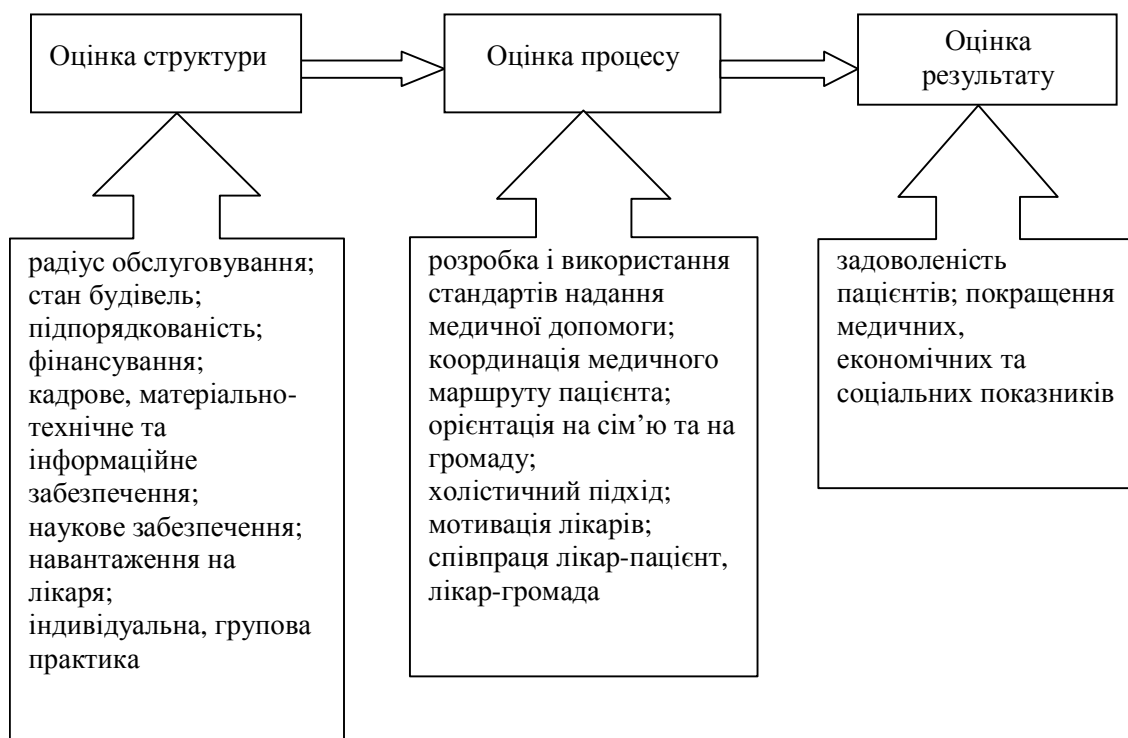 Оцінка структури
Оцінка процесу
Оцінка
результату
радіус обслуговування;
стан будівель;
підпорядкованість;
фінансування;
кадрове, матеріально-
технічне та
інформаційне
забезпечення;
наукове забезпечення;
навантаження на
лікаря;
індивідуальна, групова
практика
розробка і використання
стандартів надання
медичної допомоги;
координація медичного
маршруту пацієнта;
орієнтація на сім’ю та на
громаду;
холістичний підхід;
мотивація лікарів;
співпраця лікар-пацієнт,
лікар-громада
задоволеність
пацієнтів; покращення
медичних,
економічних та
соціальних показників